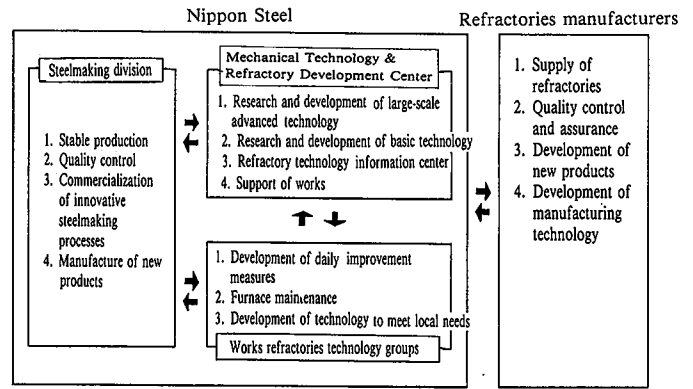 Nippon Steel
Refractories manufacturers
Steelmaking division
1. Stable production
2. Quality control
3. Commercialization
of innovative
steelmaking
processes
4. Manufacture of new
products
Mechanical Technology &
Refractory Development Center
1. Research and development of large-scale
advanced technology
2. Research and development of basic technology
3. Refractory technology information center
4. Support of works
1. Development of daily improvement
measures
2. Furnace maintenance
3. Development of technology to meet local needs
Works refractories technology groups
1. Supply of
refractories
2. Quality control
and assurance
3. Development of
new products
4. Development of
manufacturing
technology